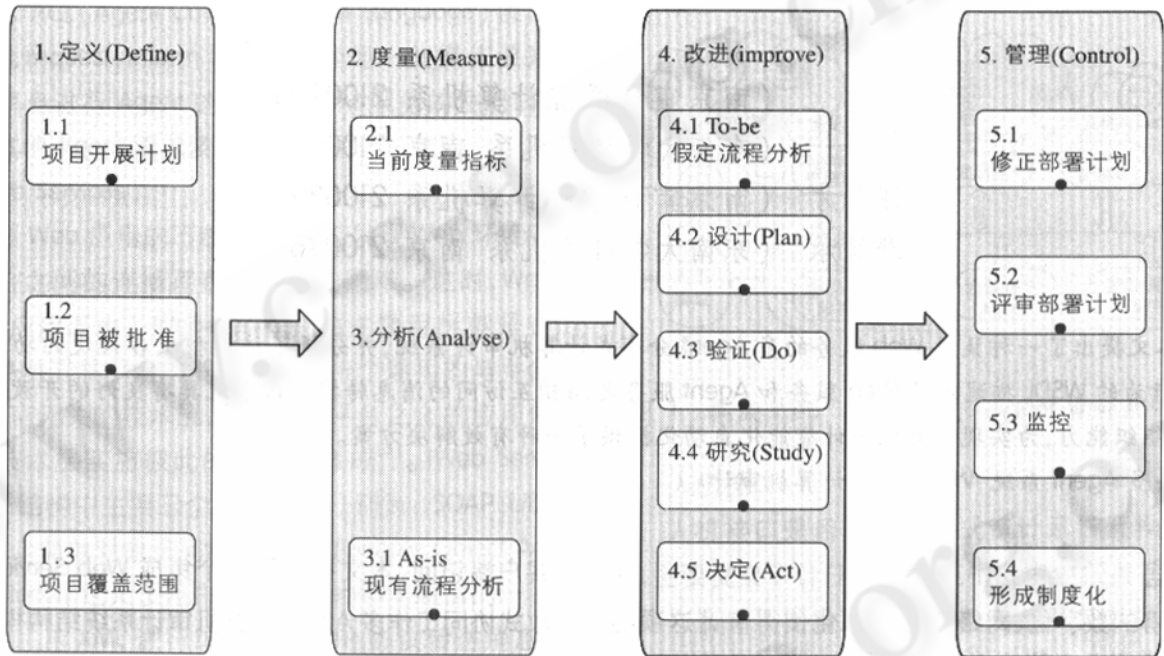 1. 定义(Define)
1.1
项目开展计划
1.2
项目被批准
1.3
项目覆盖范围
2. 度量(Measure)
2.1
当前度量指标
3.分析(Analyse)
3.1 As-is
现有流程分析
4. 改进(improve)
4.1 To-be
假定流程分析
4.2 设计(Plan)
4.3 验证(Do)
4.4 研究(Study)
4.5 决定(Act)
5. 管理(Control)
5.1
修正部署计划
5.2
评审部署计划
5.3 监控
5.4
形成制度化